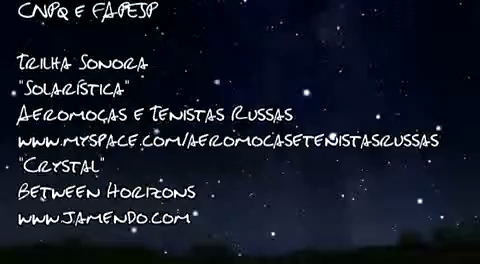 CNPq e FAPESP
Trilha Sonora
"Solarística"
Aeromoças e Tenistas Russas
www.myspace.com/aeromocasetenistasrussas
"Crystal"
Between Horizons
www.jamendo.com